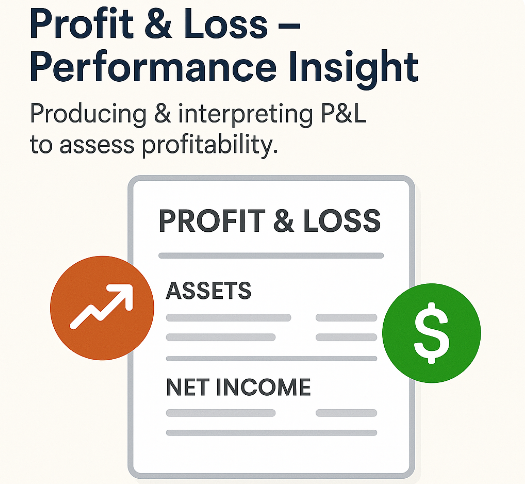 Profit & Loss –
Performance Insight
Producing & interpreting P&L
to assess profitability.
PROFIT & LOSS
ASSETS
$
NET INCOME